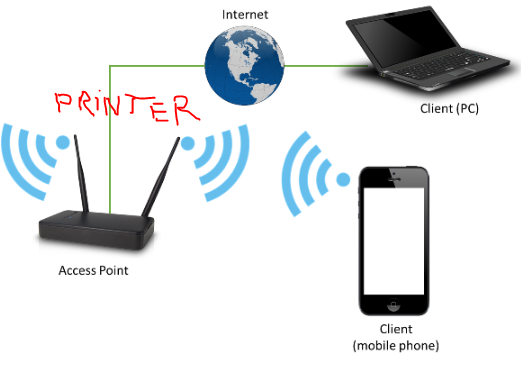 Internet
PRINTER
Client (PC)
Access Point
Client
(mobile phone)